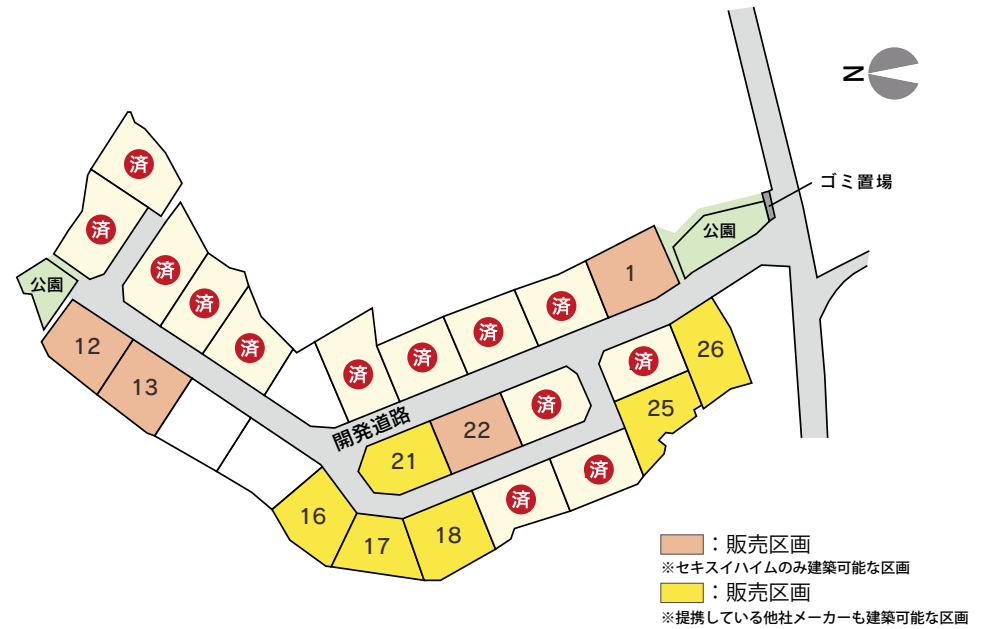 N
ゴミ置場
済
公園
済
1
済
公園
済
済
済
済
12
済
済
26
13
済
済
25
開発道路
22
済
21
済
16
済
18
17
：販売区画
※セキスイハイムのみ建築可能な区画
：販売区画
※提携している他社メーカーも建築可能な区画